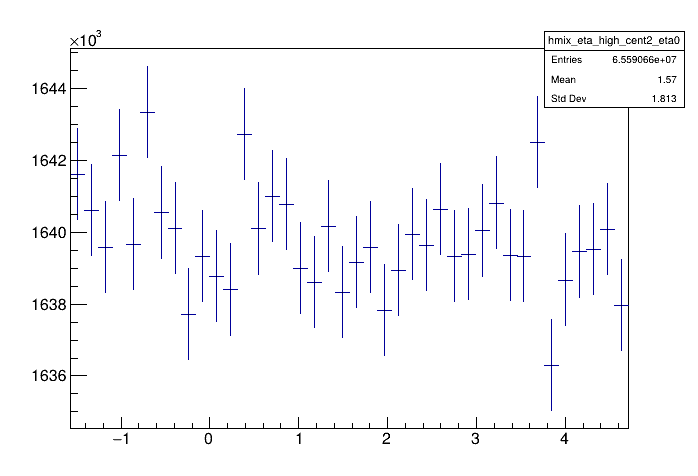 ×10³
hmix_eta_high_cent2_eta0
Entries 6.559066e+07
Mean 1.57
Std Dev 1.813
1644
1642
1640
1638
1636
−1 0 1 2 3 4